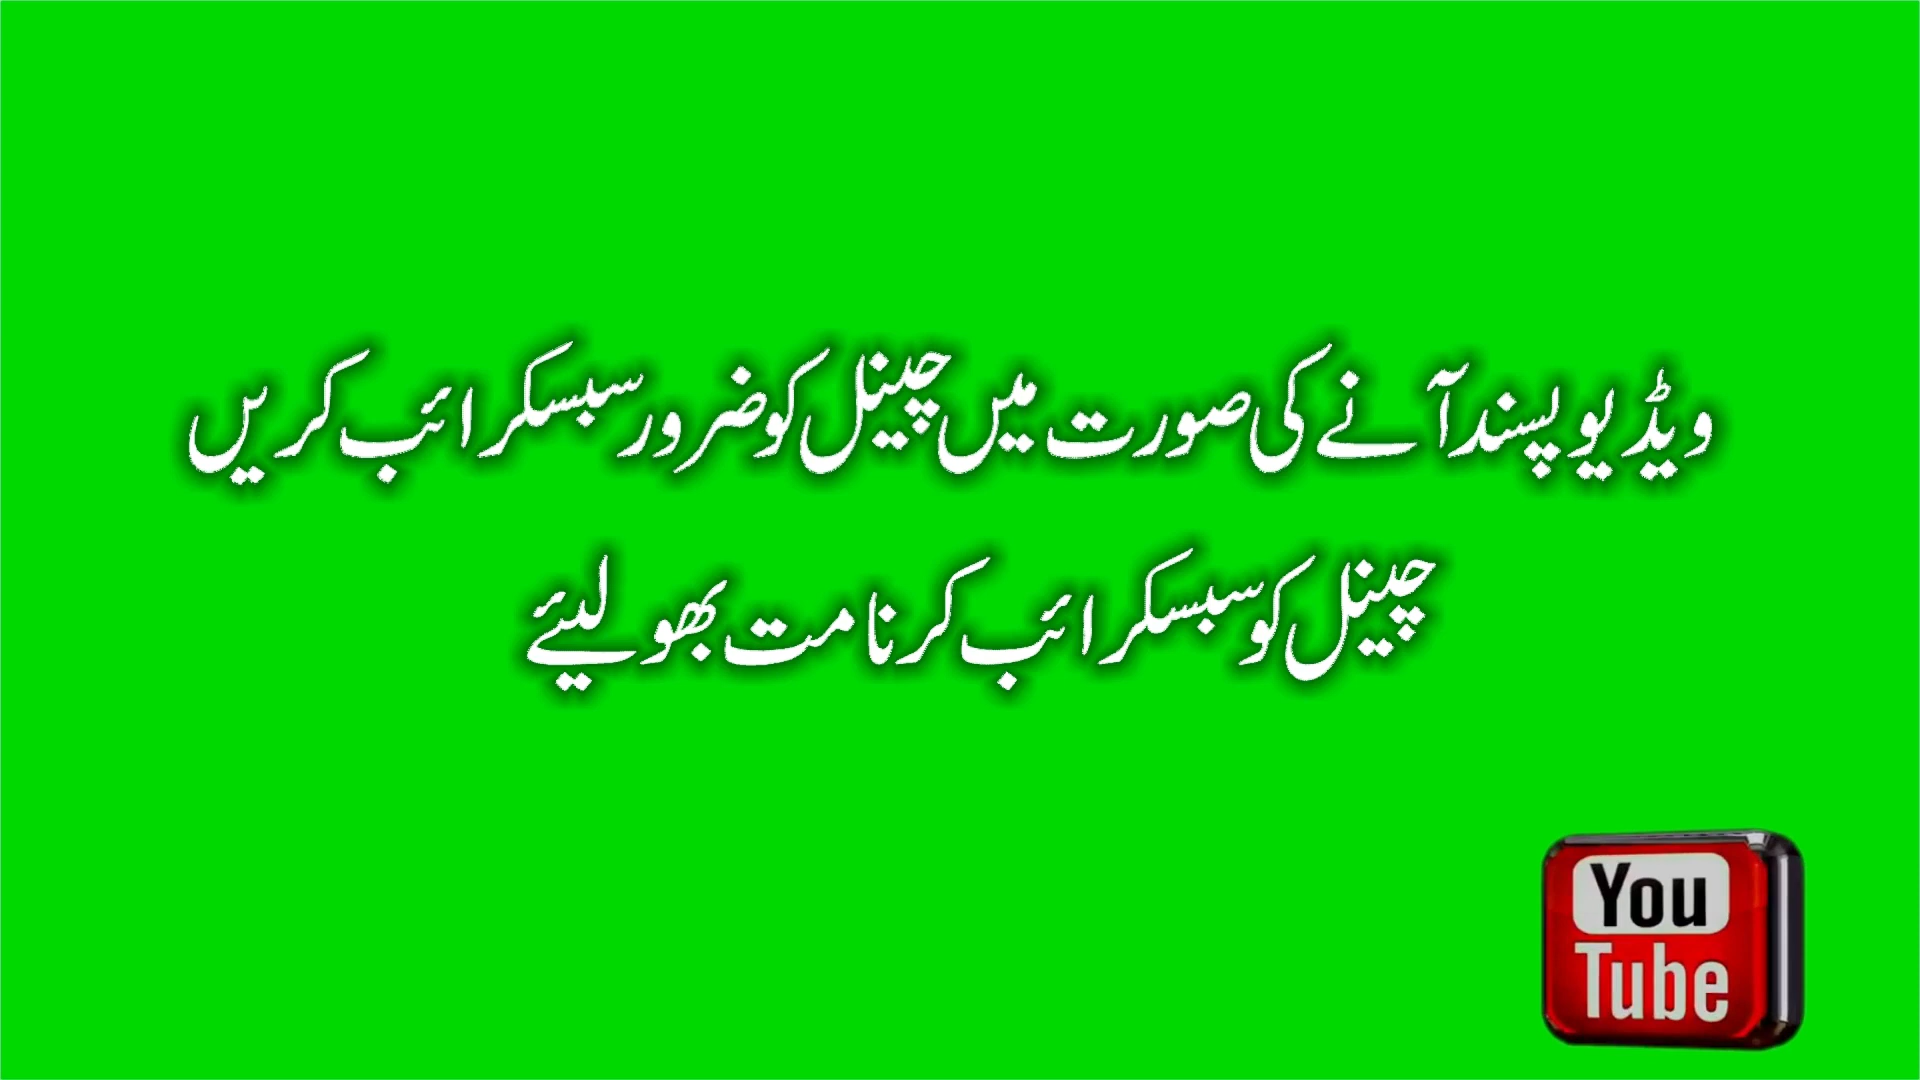 ویڈیو پسند آنے کی صورت میں چینل کو ضرور سبسکرائب کریں
چینل کو سبسکرائب کرنا مت بھولیئے
You
Tube